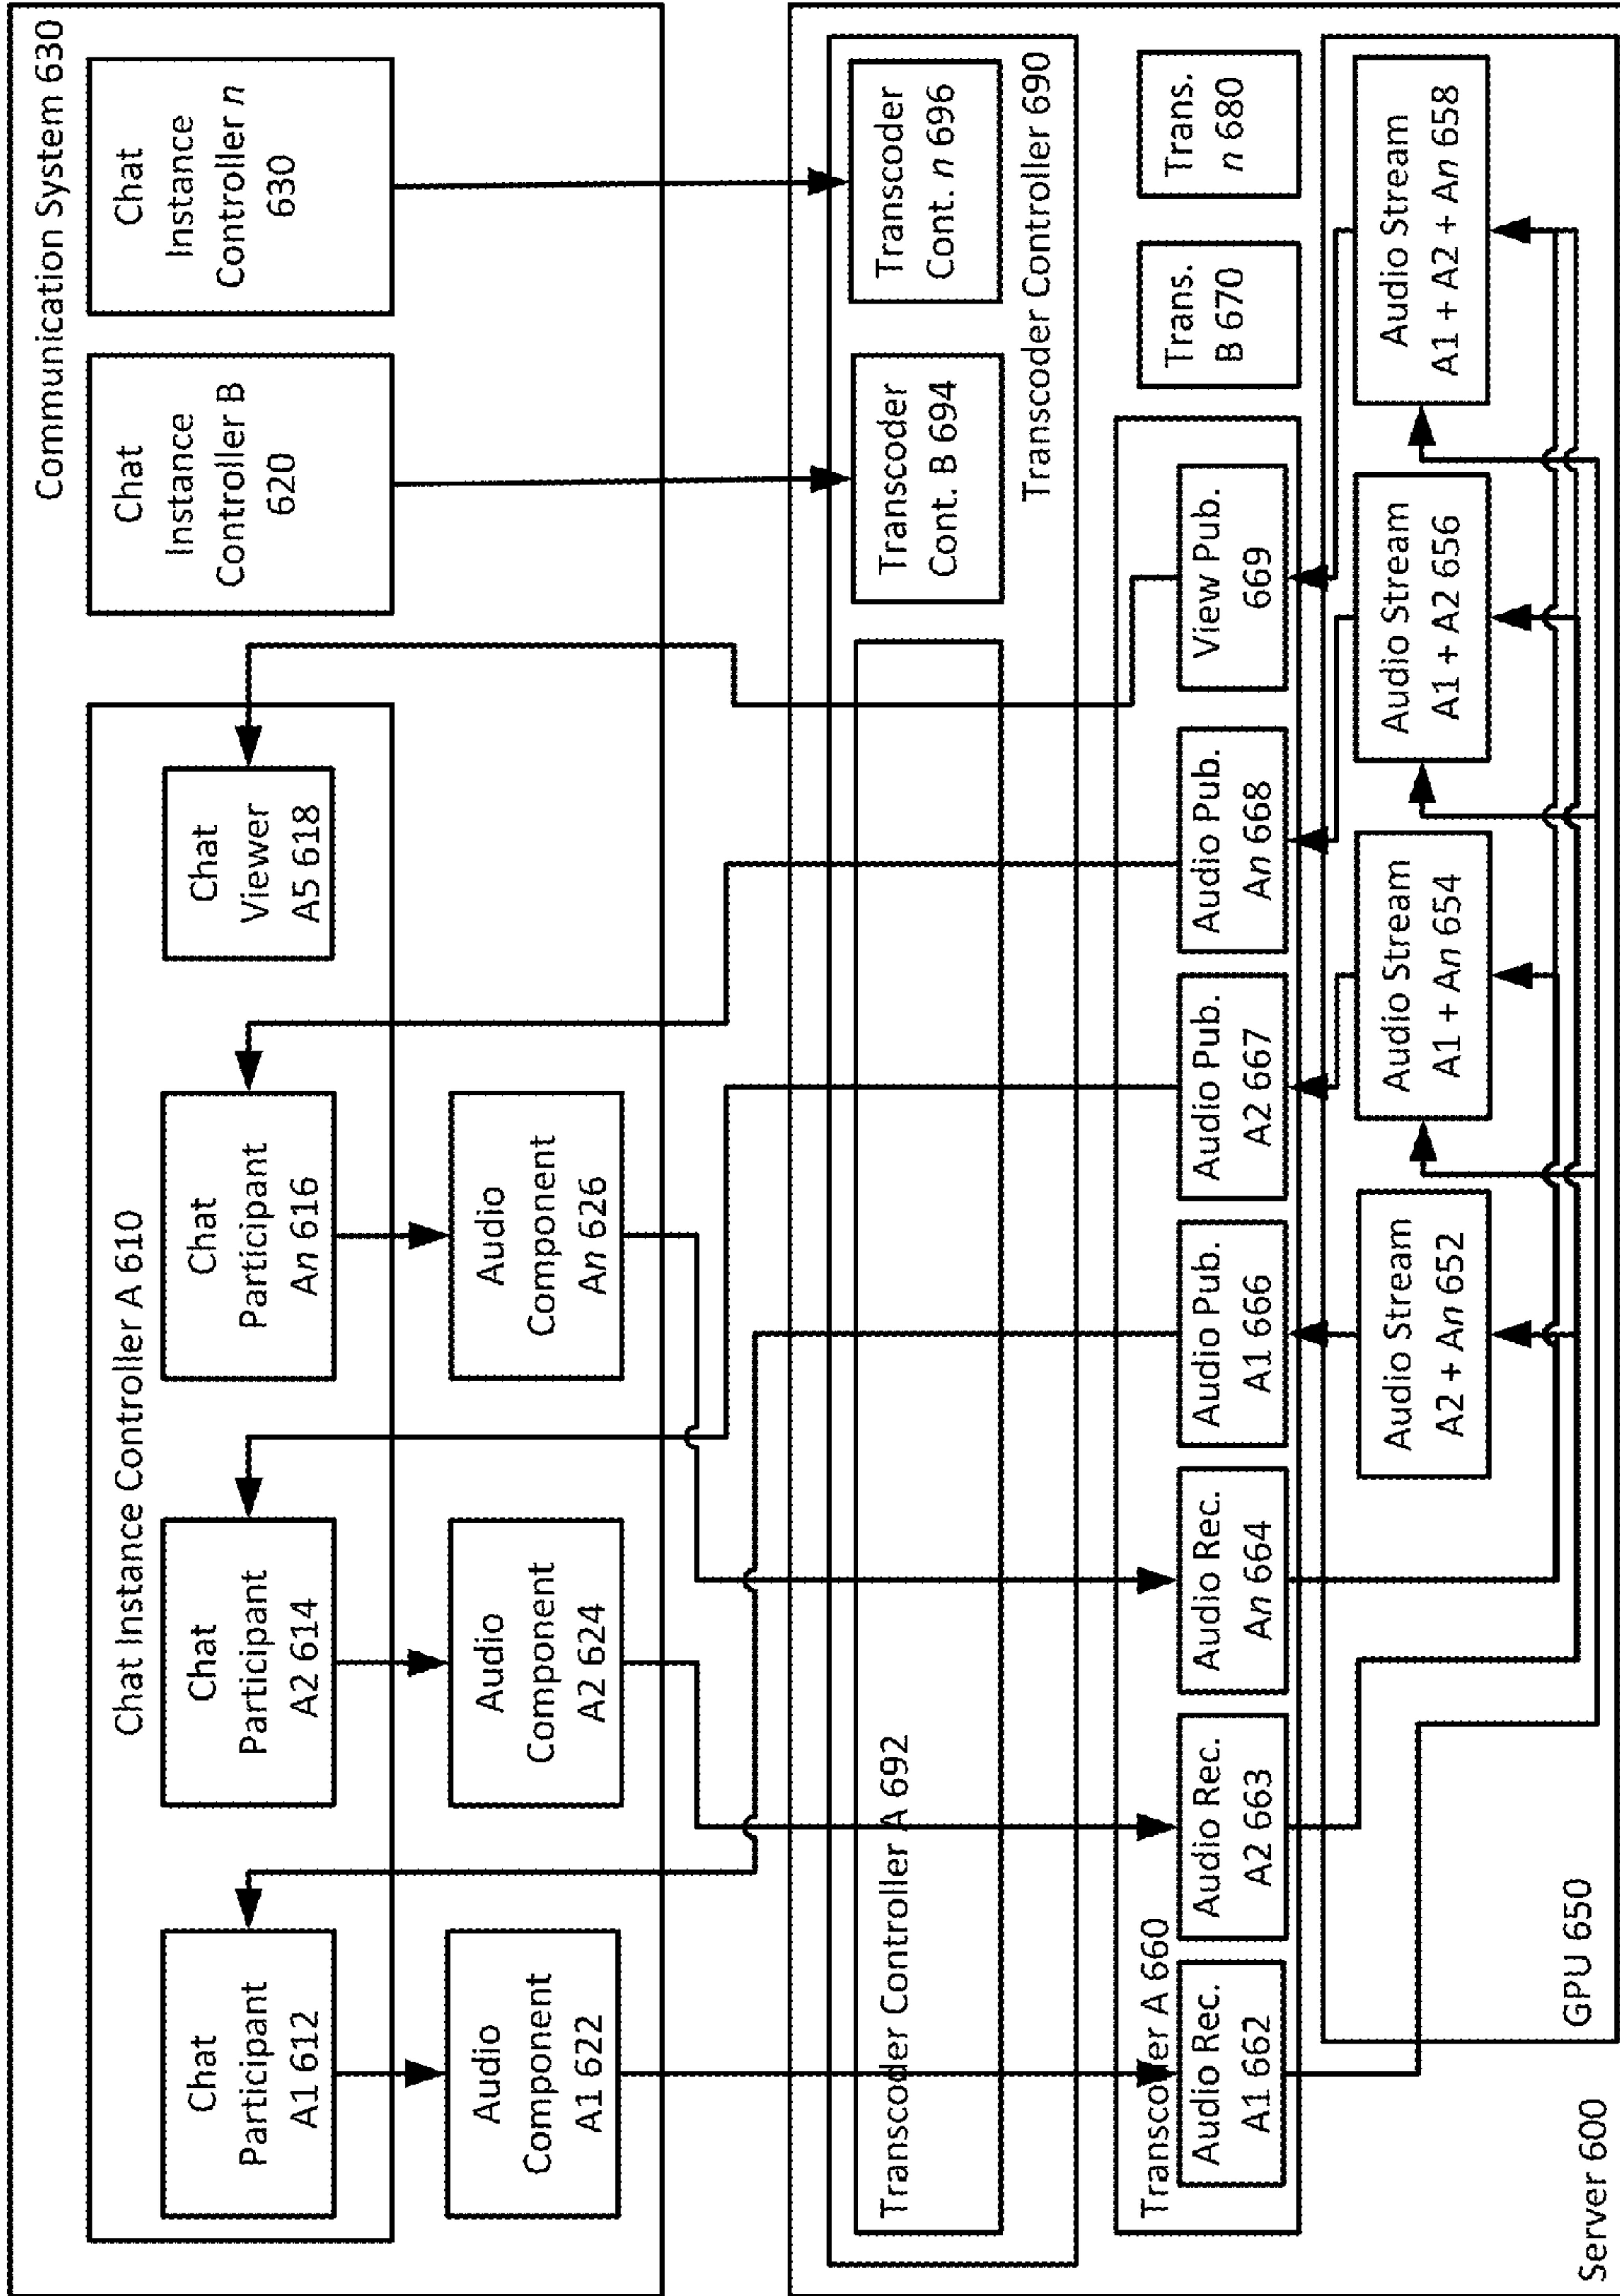 Communication System 630
Chat Instance Controller A 610
Chat
Participant
A1 612
Chat
Participant
A2 614
Chat
Participant
An 616
Chat
Viewer
A5 618
Chat
Instance
Controller B
620
Chat
Instance
Controller n
630
Audio
Component
A1 622
Audio
Component
A2 624
Audio
Component
An 626
Transcoder Controller A 692
Transcoder
Cont. B 694
Transcoder
Cont. n 696
Transcoder Controller 690
Transcoder A 660
Audio Rec.
A1 662
Audio Rec.
A2 663
Audio Rec.
An 664
Audio Pub.
A1 666
Audio Pub.
A2 667
Audio Pub.
An 668
View Pub.
669
Trans.
B 670
Trans.
n 680
Audio Stream
A2 + An 652
Audio Stream
A1 + An 654
Audio Stream
A1 + A2 656
Audio Stream
A1 + A2 + An 658
GPU 650
Server 600